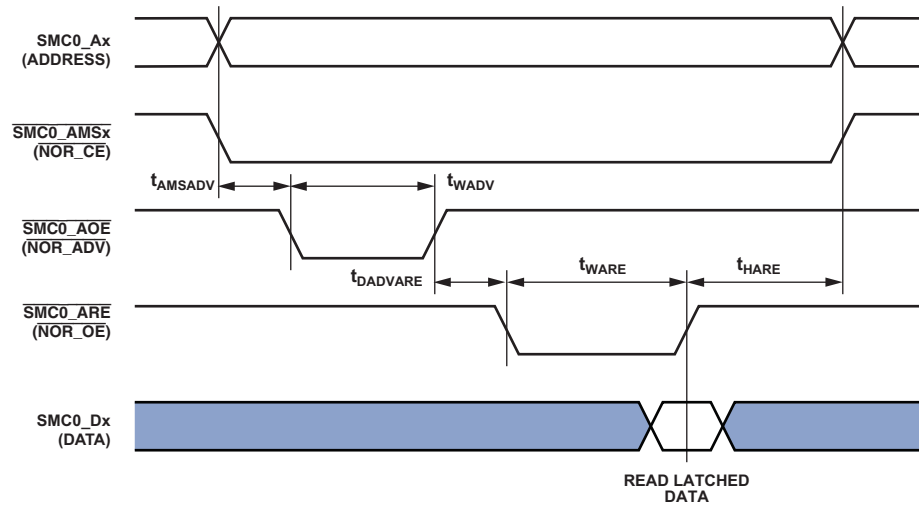 SMC0_Ax
(ADDRESS)
SMC0_AMSx
(NOR_CE)
tAMSADV
tWADV
SMC0_AOE
(NOR_ADV)
tDADVARE
tWARE
tHARE
SMC0_ARE
(NOR_OE)
SMC0_Dx
(DATA)
READ LATCHED
DATA